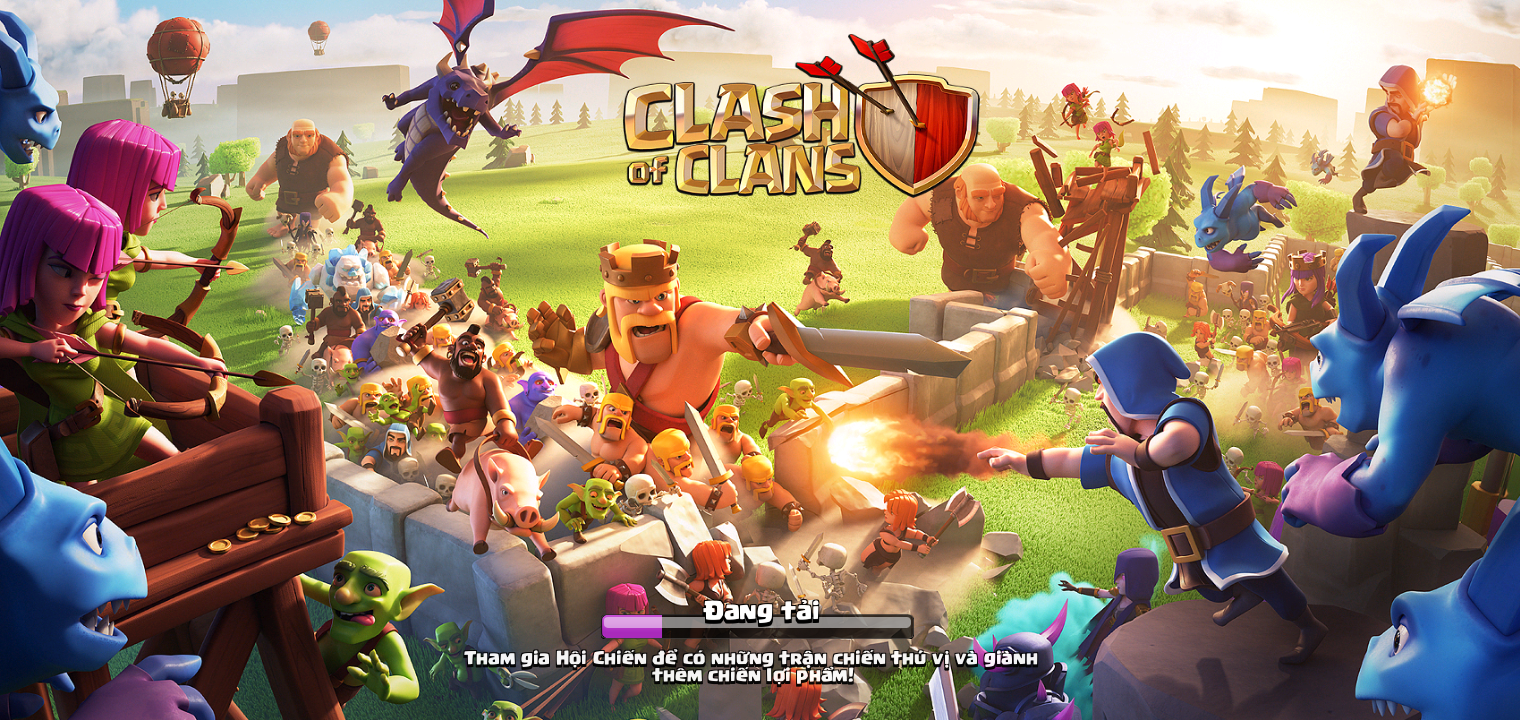 CLASH
OF CLANS
Đang tải
Tham gia Hội Chiến để có những trận chiến thú vị và giành
thêm chiến lợi phẩm!